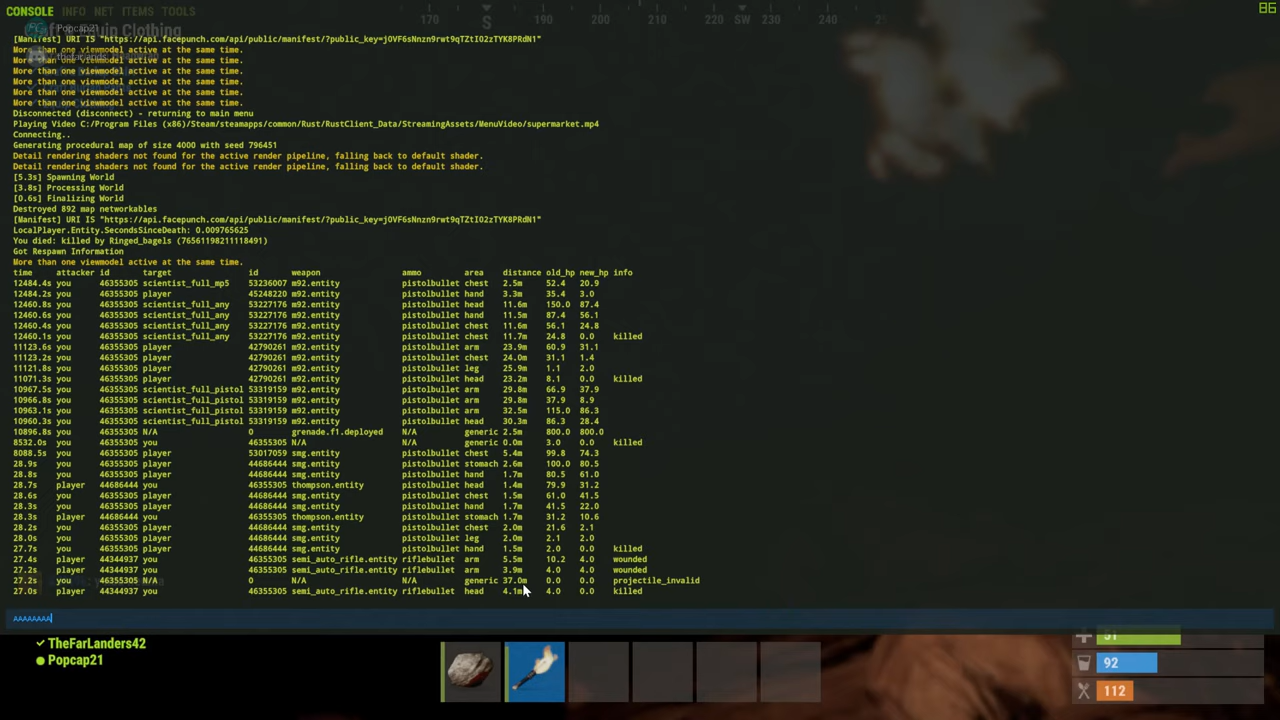 CONSOLE INFO NET ITEMS TOOLS
86
170 S 190 200 SW 220 230 240
Clothing
Popcap21
[Manifest] URI IS "https://api.facepunch.com/api/public/manifest/?public_key=j0VF6sNnzn9rwt9qTZtI02zTYK8PRdN1"
More than one viewmodel active at the same time.
More than one viewmodel active at the same time.
More than one viewmodel active at the same time.
More than one viewmodel active at the same time.
More than one viewmodel active at the same time.
More than one viewmodel active at the same time.
Disconnected (disconnect) - returning to main menu
Playing Video C:/Program Files (x86)/Steam/steamapps/common/Rust/RustClient_Data/StreamingAssets/MenuVideo/supermarket.mp4
Connecting..
Generating procedural map of size 4000 with seed 796451
Detail rendering shaders not found for the active render pipeline, falling back to default shader.
Detail rendering shaders not found for the active render pipeline, falling back to default shader.
[5.3s] Spawning World
[3.8s] Processing World
[0.6s] Finalizing World
Destroyed 892 map networkables
[Manifest] URI IS "https://api.facepunch.com/api/public/manifest/?public_key=j0VF6sNnzn9rwt9qTZtI02zTYK8PRdN1"
LocalPlayer.Entity.SecondsSinceDeath: 0.009765625
You died: killed by Ringed_bagels (76561198211118491)
Got Respawn Information
More than one viewmodel active at the same time.
time attacker id target id weapon ammo area distance old_hp new_hp info
12484.4s you 46355305 scientist_full_mp5 53236007 m92.entity pistolbullet chest 2.5m 52.4 20.9
12484.2s you 46355305 player 45248220 m92.entity pistolbullet hand 3.3m 35.4 3.0
12460.8s you 46355305 scientist_full_any 53227176 m92.entity pistolbullet head 11.6m 150.0 87.4
12460.6s you 46355305 scientist_full_any 53227176 m92.entity pistolbullet hand 11.5m 87.4 56.1
12460.4s you 46355305 scientist_full_any 53227176 m92.entity pistolbullet chest 11.6m 56.1 24.8
12460.1s you 46355305 scientist_full_any 53227176 m92.entity pistolbullet chest 11.7m 24.8 0.0 killed
11123.6s you 46355305 player 42790261 m92.entity pistolbullet arm 23.9m 60.9 31.1
11123.2s you 46355305 player 42790261 m92.entity pistolbullet chest 24.0m 31.1 1.4
11121.8s you 46355305 player 42790261 m92.entity pistolbullet leg 25.9m 1.1 2.0
11071.3s you 46355305 player 42790261 m92.entity pistolbullet head 23.2m 8.1 0.0 killed
10967.5s you 46355305 scientist_full_pistol 53319159 m92.entity pistolbullet arm 29.8m 66.9 37.9
10966.8s you 46355305 scientist_full_pistol 53319159 m92.entity pistolbullet arm 29.8m 37.9 8.9
10963.1s you 46355305 scientist_full_pistol 53319159 m92.entity pistolbullet arm 32.5m 115.0 86.3
10960.3s you 46355305 scientist_full_pistol 53319159 m92.entity pistolbullet head 30.3m 86.3 28.4
10896.8s you 46355305 N/A 0 grenade.f1.deployed N/A generic 2.5m 800.0 800.0
8532.0s you 46355305 you 46355305 N/A N/A generic 0.0m 3.0 0.0 killed
8088.5s you 46355305 player 53017059 smg.entity pistolbullet chest 5.4m 99.8 74.3
28.9s you 46355305 player 44686444 smg.entity pistolbullet stomach 2.6m 100.0 80.5
28.8s you 46355305 player 44686444 smg.entity pistolbullet hand 1.7m 80.5 61.0
28.7s player 44686444 you 46355305 thompson.entity pistolbullet head 1.4m 79.9 31.2
28.6s you 46355305 player 44686444 smg.entity pistolbullet chest 1.5m 61.0 41.5
28.3s you 46355305 player 44686444 smg.entity pistolbullet hand 1.7m 41.5 22.0
28.3s player 44686444 you 46355305 thompson.entity pistolbullet stomach 1.7m 31.2 10.6
28.2s you 46355305 player 44686444 smg.entity pistolbullet chest 2.0m 21.6 2.1
28.0s you 46355305 player 44686444 smg.entity pistolbullet leg 2.0m 2.1 2.0
27.7s you 46355305 player 44686444 smg.entity pistolbullet hand 1.5m 2.0 0.0 killed
27.4s player 44344937 you 46355305 semi_auto_rifle.entity riflebullet arm 5.5m 10.2 4.0 wounded
27.2s player 44344937 you 46355305 semi_auto_rifle.entity riflebullet arm 3.9m 4.0 4.0 wounded
27.2s you 46355305 N/A 0 N/A N/A generic 37.0m 0.0 0.0 projectile_invalid
27.0s player 44344937 you 46355305 semi_auto_rifle.entity riflebullet head 4.1m 4.0 0.0 killed
AAAAAAAA
TheFarLanders42
Popcap21
51
92
112